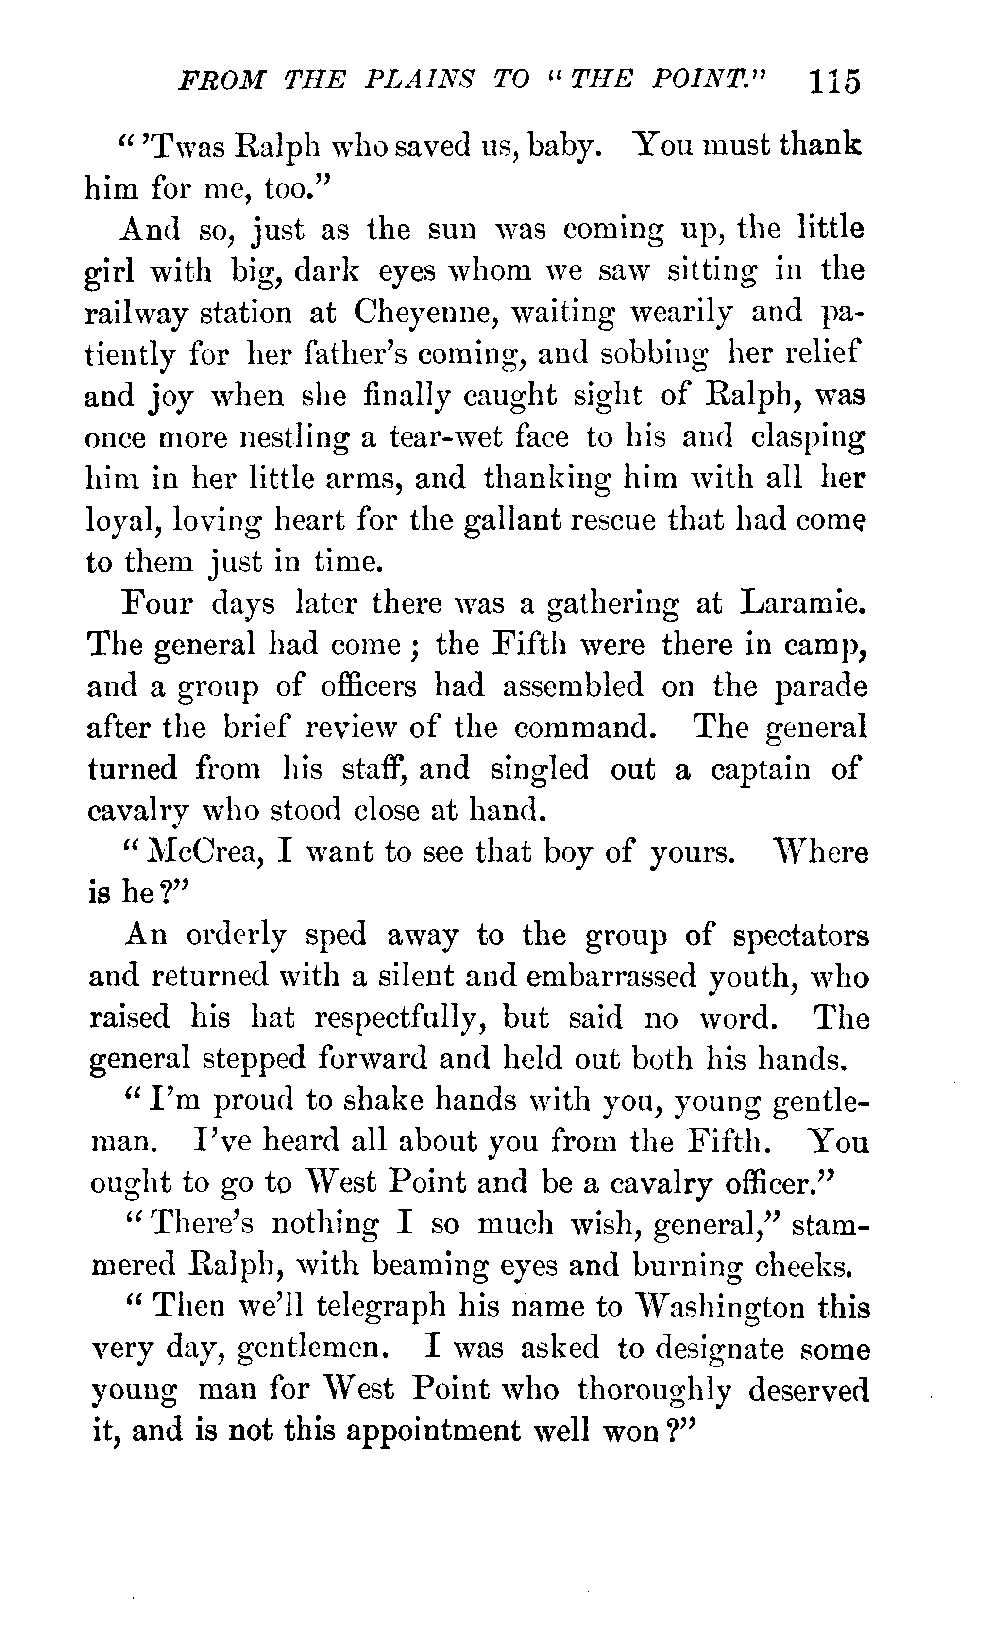 FROM THE PLAINS TO " THE POINT." 115
" 'Twas Ralph who saved us, baby. You must thank
him for me, too."
And so, just as the sun was coming up, the little
girl with big, dark eyes whom we saw sitting in the
railway station at Cheyenne, waiting wearily and pa-
tiently for her father's coming, and sobbing her relief
and joy when she finally caught sight of Ralph, was
once more nestling a tear-wet face to his and clasping
him in her little arms, and thanking him with all her
loyal, loving heart for the gallant rescue that had come
to them just in time.
Four days later there was a gathering at Laramie.
The general had come ; the Fifth were there in camp,
and a group of officers had assembled on the parade
after the brief review of the command. The general
turned from his staff, and singled out a captain of
cavalry who stood close at hand.
" McCrea, I want to see that boy of yours. Where
is he ?"
An orderly sped away to the group of spectators
and returned with a silent and embarrassed youth, who
raised his hat respectfully, but said no word. The
general stepped forward and held out both his hands.
" I'm proud to shake hands with you, young gentle-
man. I've heard all about you from the Fifth. You
ought to go to West Point and be a cavalry officer."
" There's nothing I so much wish, general," stam-
mered Ralph, with beaming eyes and burning cheeks.
" Then we'll telegraph his name to Washington this
very day, gentlemen. I was asked to designate some
young man for West Point who thoroughly deserved
it, and is not this appointment well won ?"